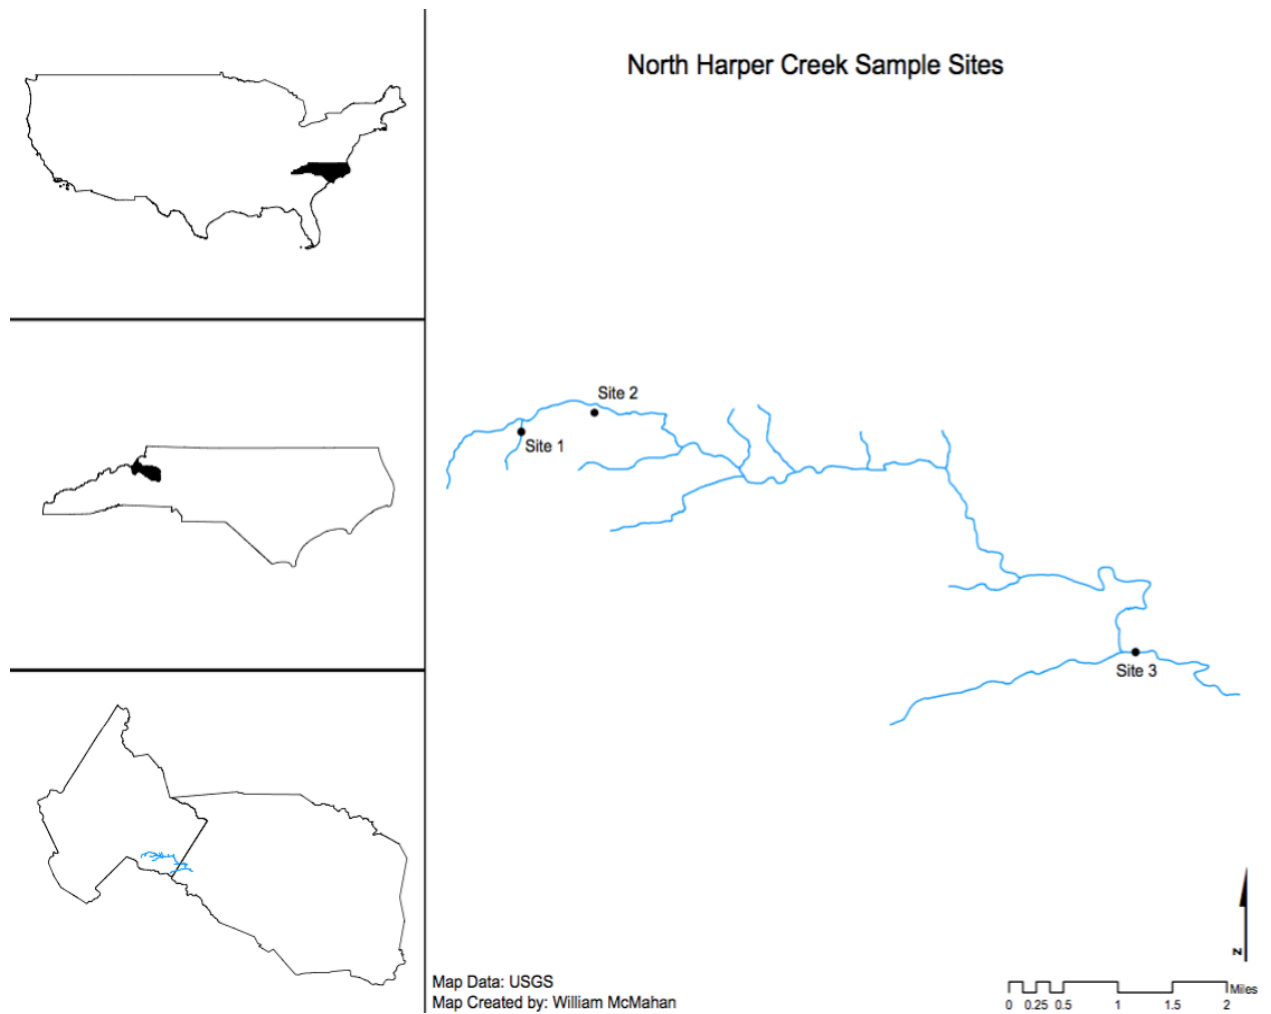 North Harper Creek Sample Sites
Site 2
Site 1
Site 3
N
Map Data: USGS
Map Created by: William McMahan
Miles
0 0.25 0.5 1 1.5 2